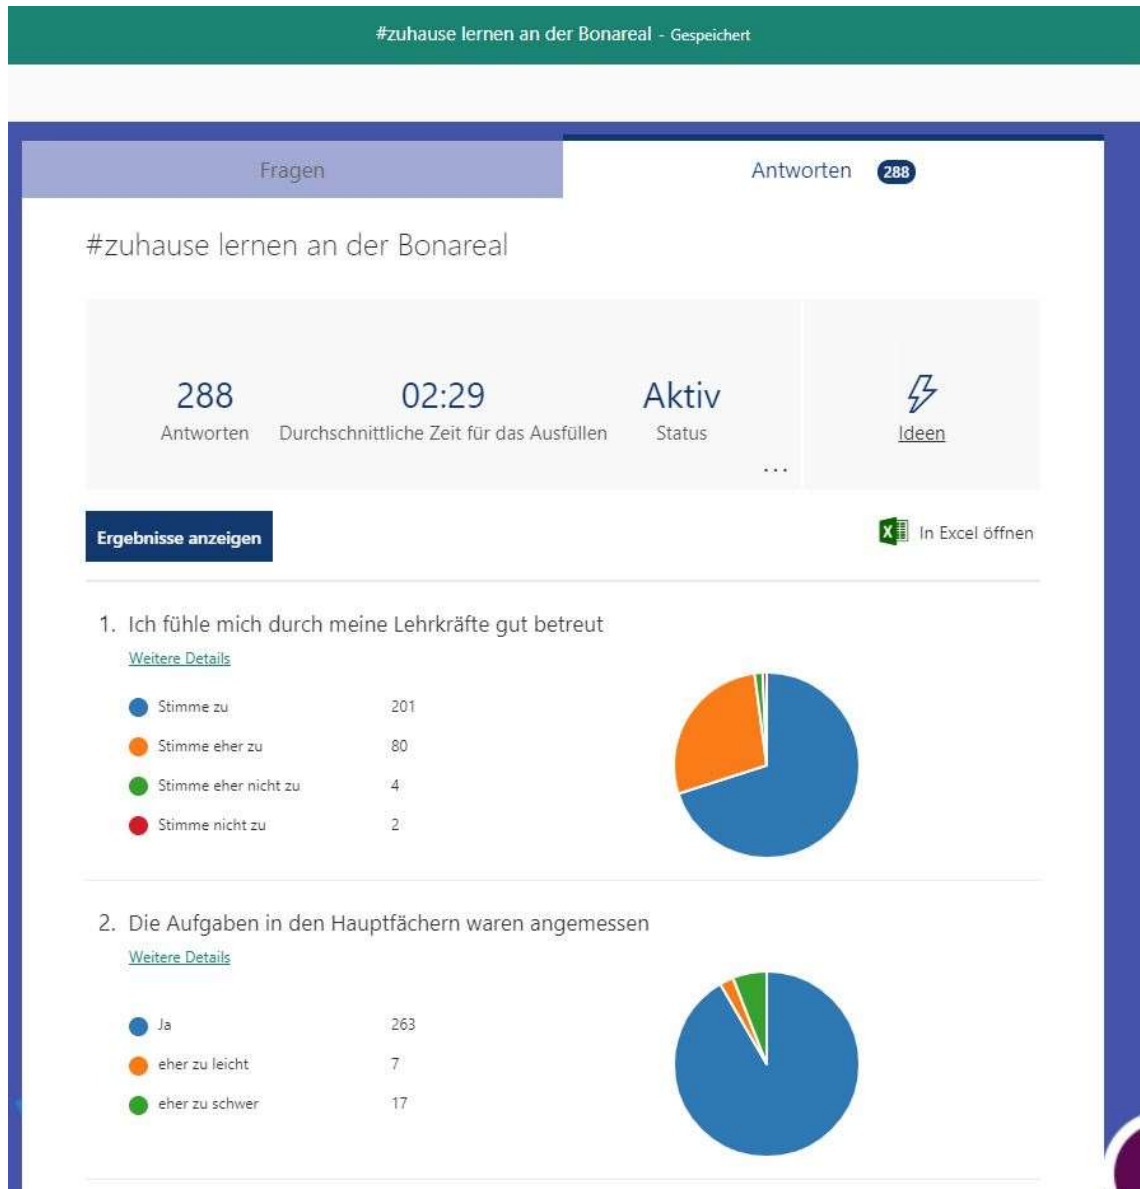 #zuhause lernen an der Bonareal - Gespeichert
Fragen
Antworten 288
#zuhause lernen an der Bonareal
288 02:29 Aktiv
Antworten Durchschnittliche Zeit für das Ausfüllen Status Ideen
...
Ergebnisse anzeigen
In Excel öffnen
1. Ich fühle mich durch meine Lehrkräfte gut betreut
Weitere Details
Stimme zu 201
Stimme eher zu 80
Stimme eher nicht zu 4
Stimme nicht zu 2
2. Die Aufgaben in den Hauptfächern waren angemessen
Weitere Details
Ja 263
eher zu leicht 7
eher zu schwer 17